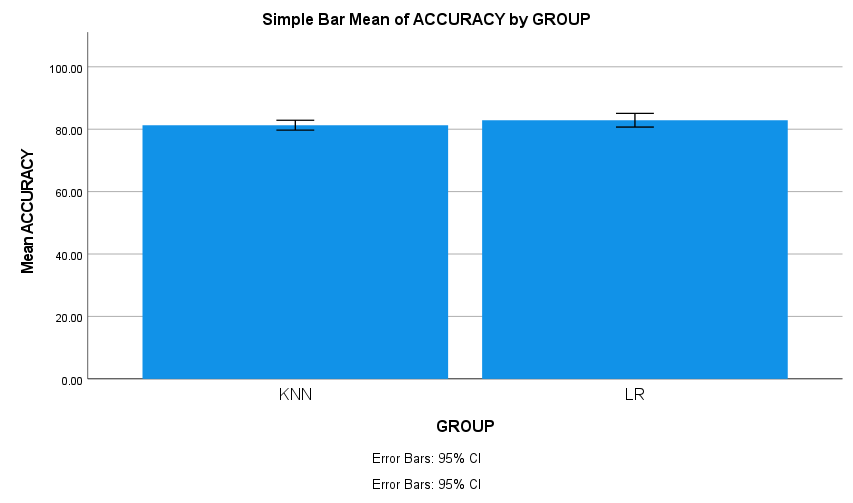 Simple Bar Mean of ACCURACY by GROUP
100.00
80.00
60.00
40.00
20.00
0.00
Mean ACCURACY
KNN
LR
GROUP
Error Bars: 95% CI
Error Bars: 95% CI